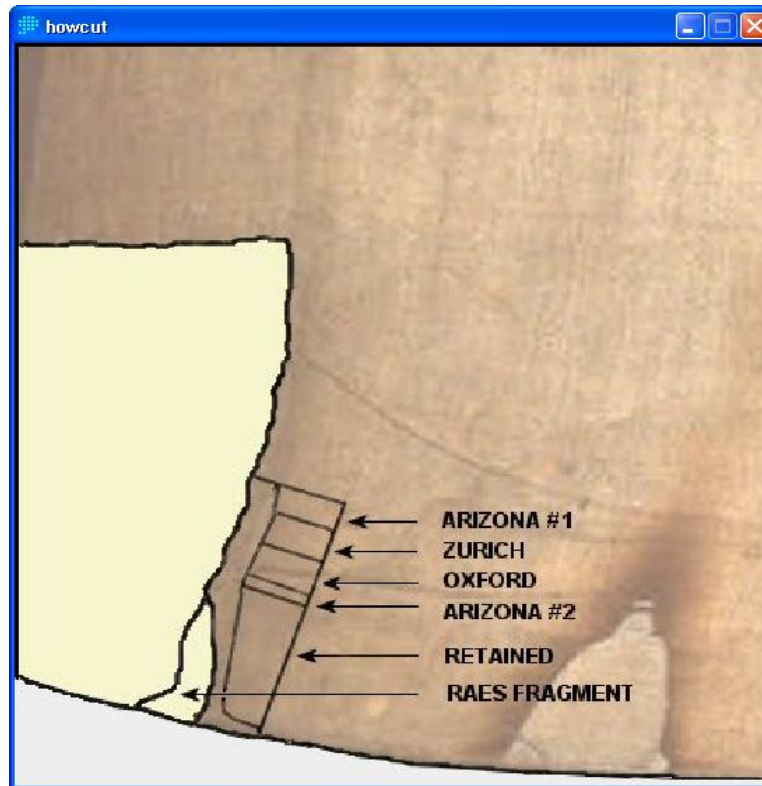 howcut
ARIZONA #1
ZURICH
OXFORD
ARIZONA #2
RETAINED
RAES FRAGMENT